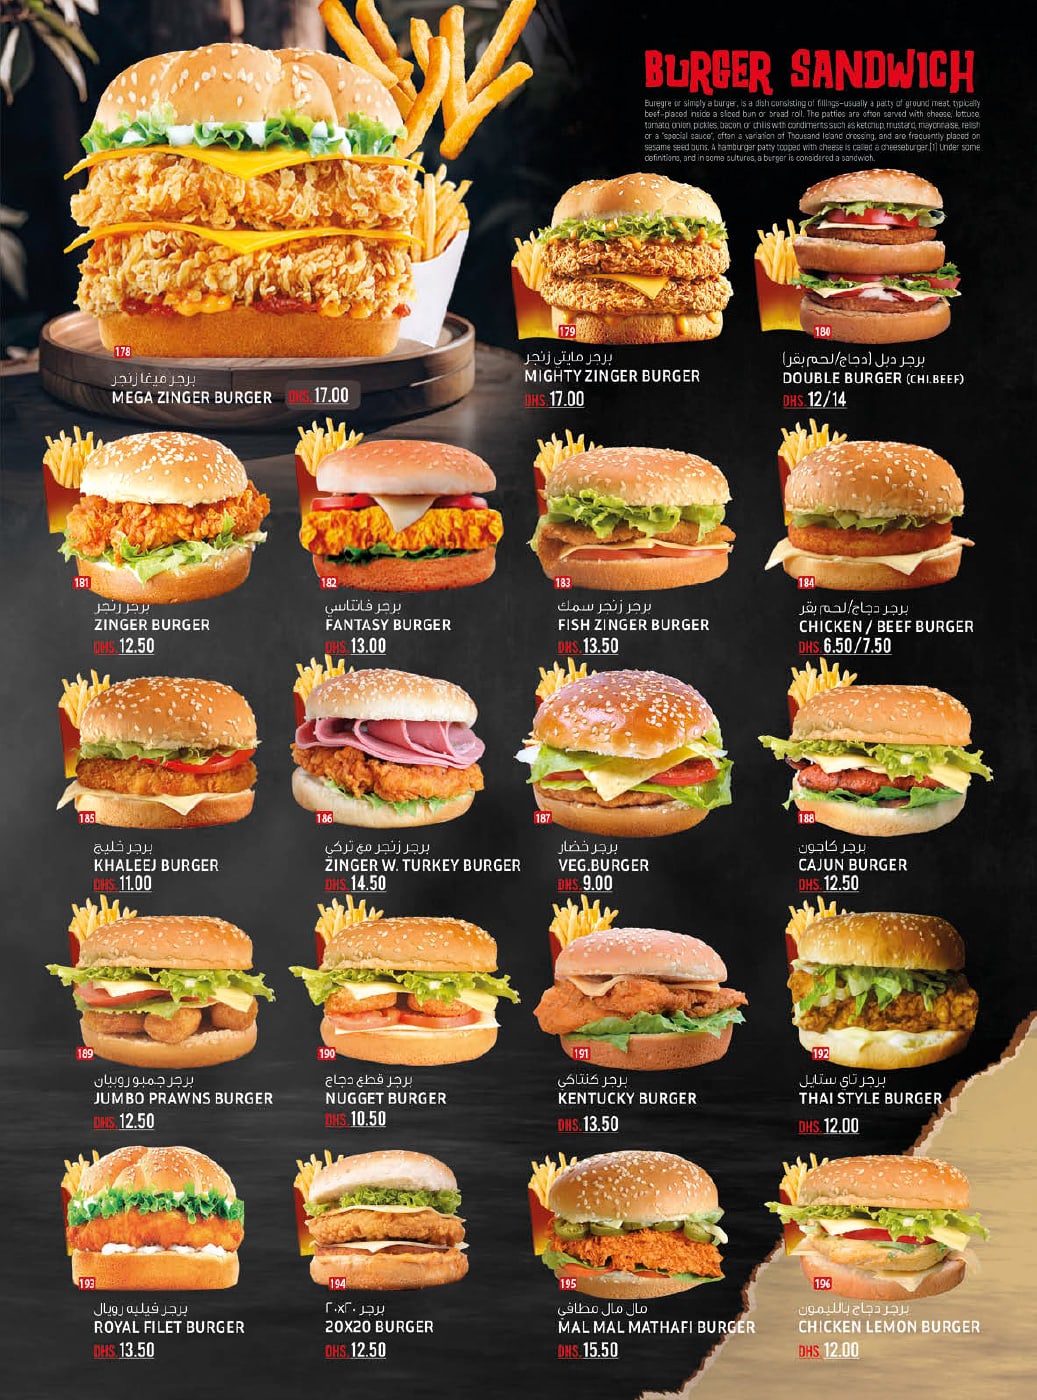 BURGER SANDWICH
Buregre or simply a burger, is a dish consisting of fillings—usually a patty of ground meat, typically
beef—placed inside a sliced bun or bread roll. The patties are often served with cheese, lettuce,
tomato, onion, pickles, bacon, or chilis with condiments such as ketchup, mustard, mayonnaise, relish
or a "special sauce", often a variation of Thousand Island dressing, and are frequently placed on
sesame seed buns. A hamburger patty topped with cheese is called a cheeseburger.[1] Under some
definitions, and in some cultures, a burger is considered a sandwich.
178
برجر ميغا زنجر
MEGA ZINGER BURGER DHS. 17.00
179
برجر مايتي زنجر
MIGHTY ZINGER BURGER
DHS. 17.00
180
برجر دبل (دجاج/لحم بقر)
DOUBLE BURGER (CHI.BEEF)
DHS. 12/14
181
برجر زنجر
ZINGER BURGER
DHS. 12.50
182
برجر فانتاسي
FANTASY BURGER
DHS. 13.00
183
برجر زنجر سمك
FISH ZINGER BURGER
DHS. 13.50
184
برجر دجاج/لحم بقر
CHICKEN / BEEF BURGER
DHS. 6.50/7.50
185
برجر خليج
KHALEEJ BURGER
DHS. 11.00
186
برجر زنجر مع تركي
ZINGER W. TURKEY BURGER
DHS. 14.50
187
برجر خضار
VEG.BURGER
DHS. 9.00
188
برجر كاجون
CAJUN BURGER
DHS. 12.50
189
برجر جمبو روبيان
JUMBO PRAWNS BURGER
DHS. 12.50
190
برجر قطع دجاج
NUGGET BURGER
DHS. 10.50
191
برجر كنتاكي
KENTUCKY BURGER
DHS. 13.50
192
برجر تاي ستايل
THAI STYLE BURGER
DHS. 12.00
193
برجر فيليه رويال
ROYAL FILET BURGER
DHS. 13.50
194
برجر ٢٠x٢٠
20X20 BURGER
DHS. 12.50
195
مال مال مطافي
MAL MAL MATHAFI BURGER
DHS. 15.50
196
برجر دجاج بالليمون
CHICKEN LEMON BURGER
DHS. 12.00